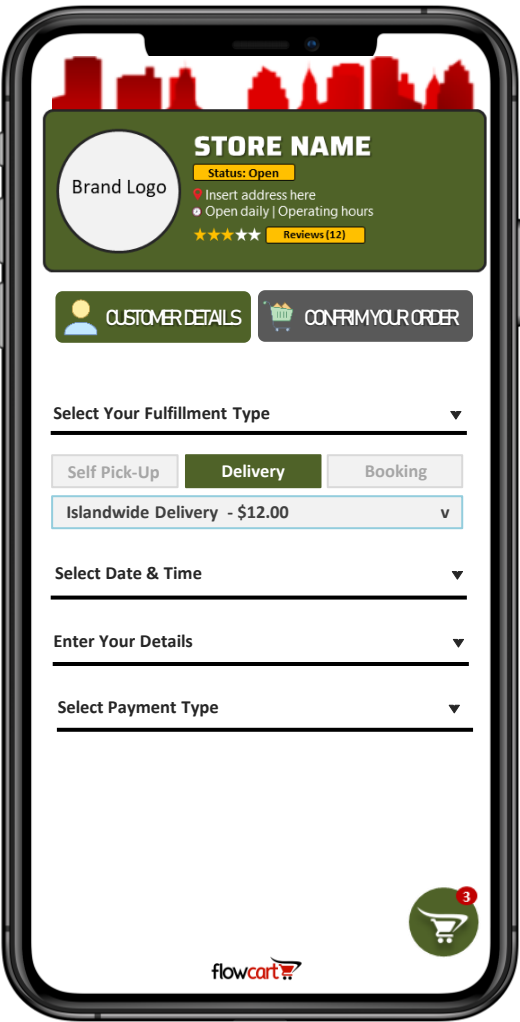 STORE NAME
Status: Open
Brand Logo
Insert address here
Open daily | Operating hours
Reviews (12)
CUSTOMER DETAILS
CONFRIM YOUR ORDER
Select Your Fulfillment Type
Self Pick-Up
Delivery
Booking
Islandwide Delivery - $12.00
v
Select Date & Time
Enter Your Details
Select Payment Type
3
flowcart